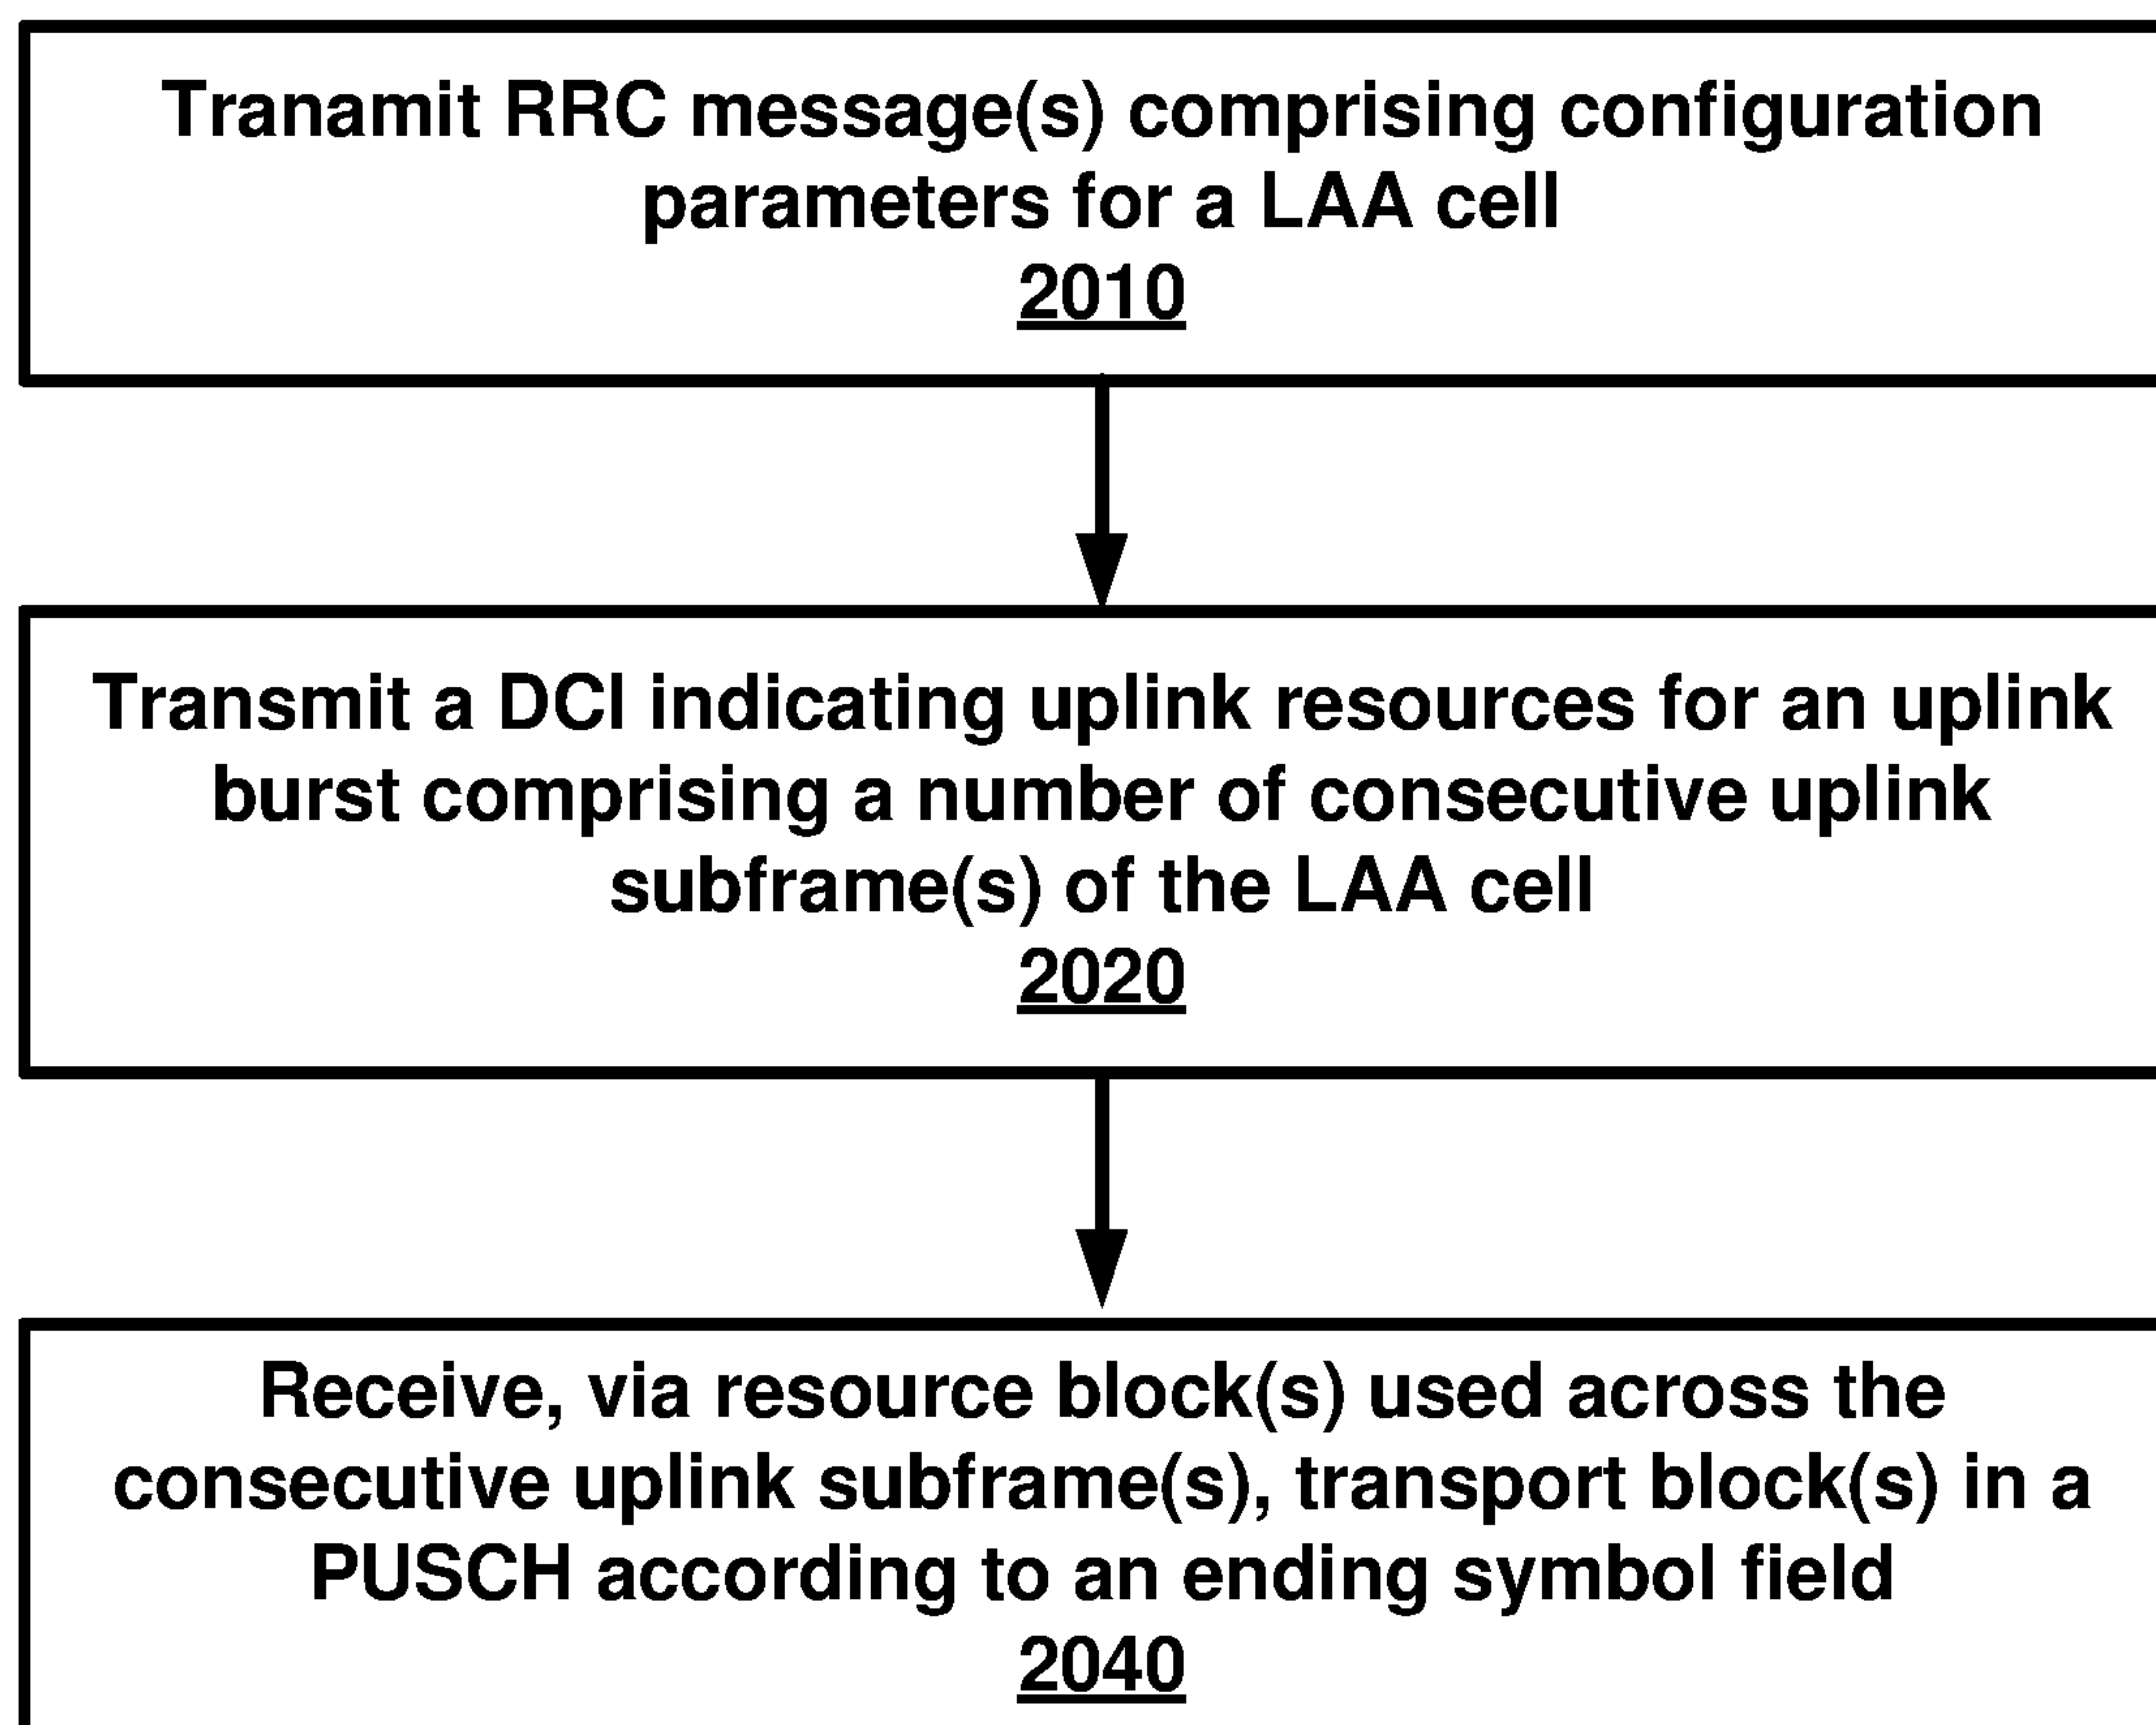 Tranamit RRC message(s) comprising configuration
parameters for a LAA cell
2010
Transmit a DCI indicating uplink resources for an uplink
burst comprising a number of consecutive uplink
subframe(s) of the LAA cell
2020
Receive, via resource block(s) used across the
consecutive uplink subframe(s), transport block(s) in a
PUSCH according to an ending symbol field
2040